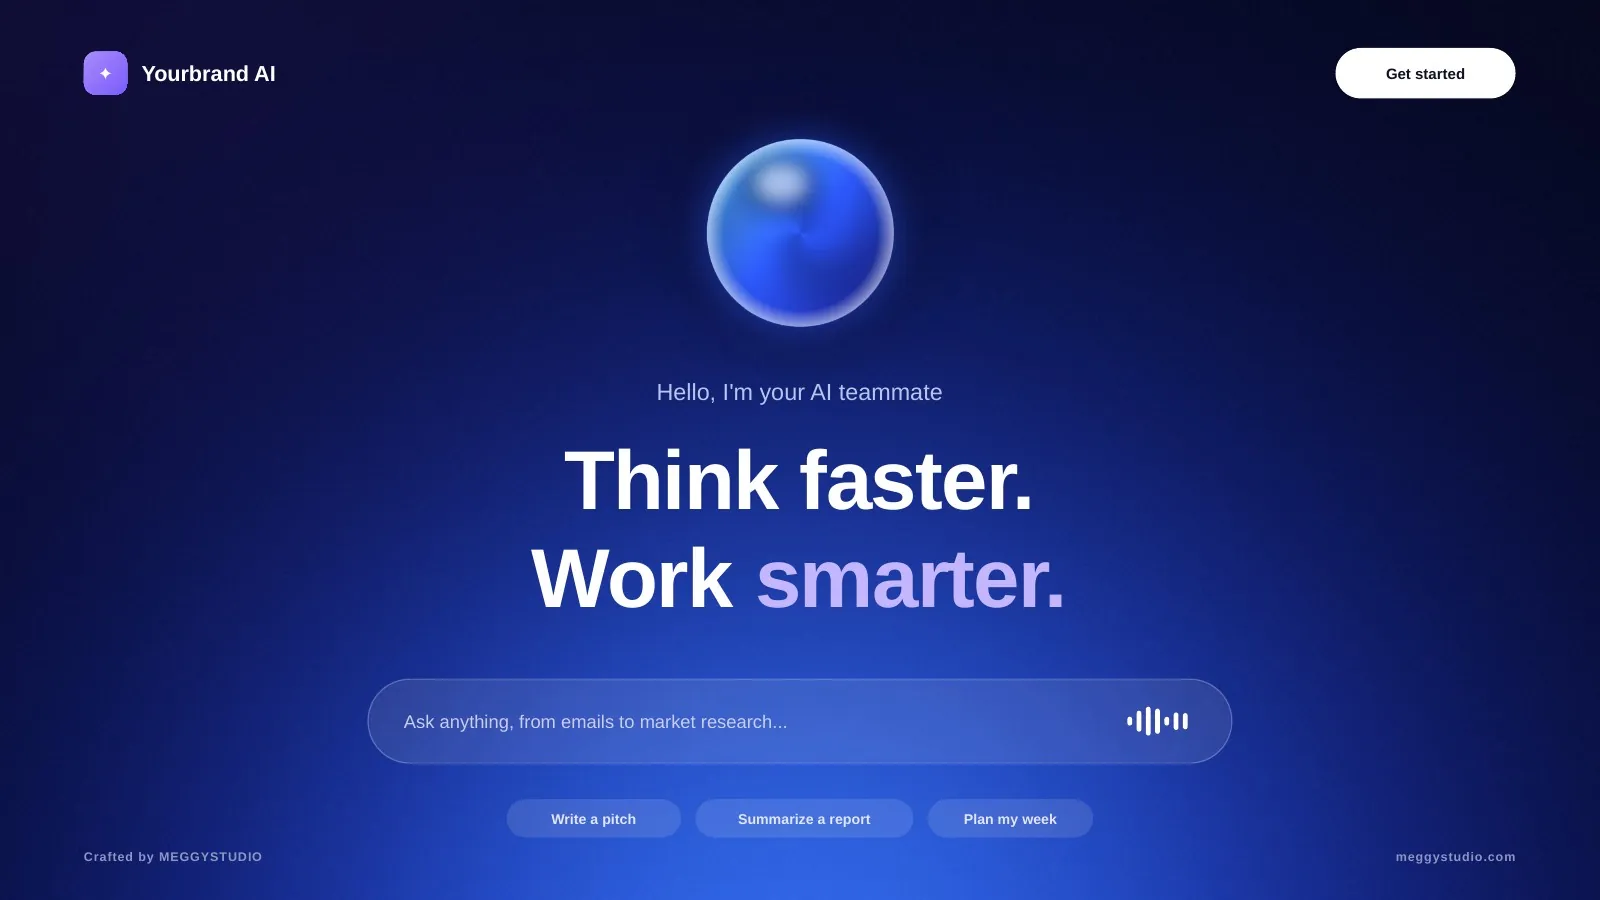 Yourbrand AI
Get started
Hello, I'm your AI teammate
Think faster.
Work smarter.
Ask anything, from emails to market research...
Write a pitch
Summarize a report
Plan my week
Crafted by MEGGYSTUDIO
meggystudio.com